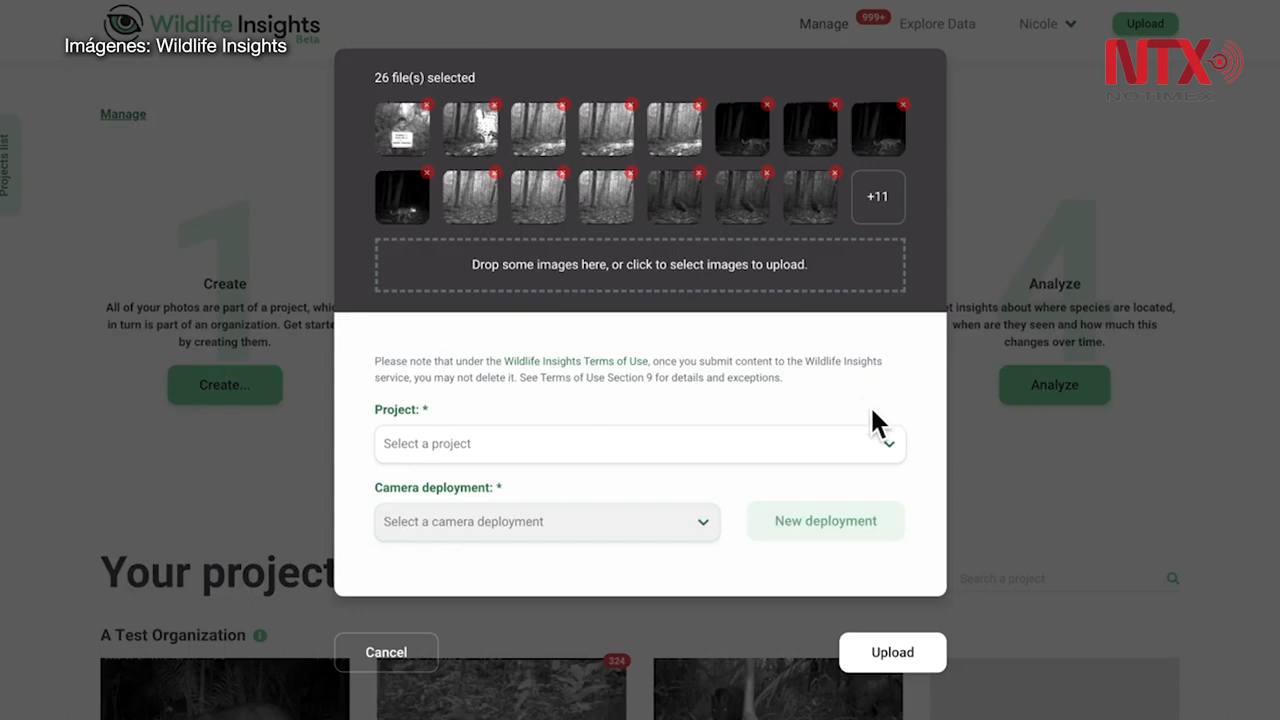 Wildlife Insights
Beta
Imágenes: Wildlife Insights
Manage
999+
Explore Data
Nicole
Upload
NTX
NOTIMEX
26 file(s) selected
Manage
Projects list
+11
Drop some images here, or click to select images to upload.
1
Create
All of your photos are part of a project, whic
in turn is part of an organization. Get starte
by creating them.
Create...
4
Analyze
t insights about where species are located,
when are they seen and how much this
changes over time.
Analyze
Please note that under the Wildlife Insights Terms of Use, once you submit content to the Wildlife Insights
service, you may not delete it. See Terms of Use Section 9 for details and exceptions.
Project: *
Select a project
Camera deployment: *
Select a camera deployment
New deployment
Your project
Search a project
A Test Organization
Cancel
Upload
324